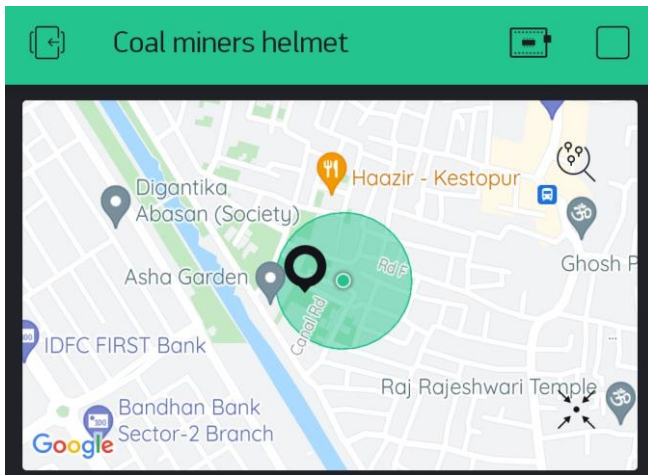 Coal miners helmet
Haazir - Kestopur
Digantika
Abasan (Society)
Ghosh P
Rd F
Asha Garden
Canal Rd
IDFC FIRST Bank
Raj Rajeshwari Temple
Bandhan Bank
Sector-2 Branch
Google